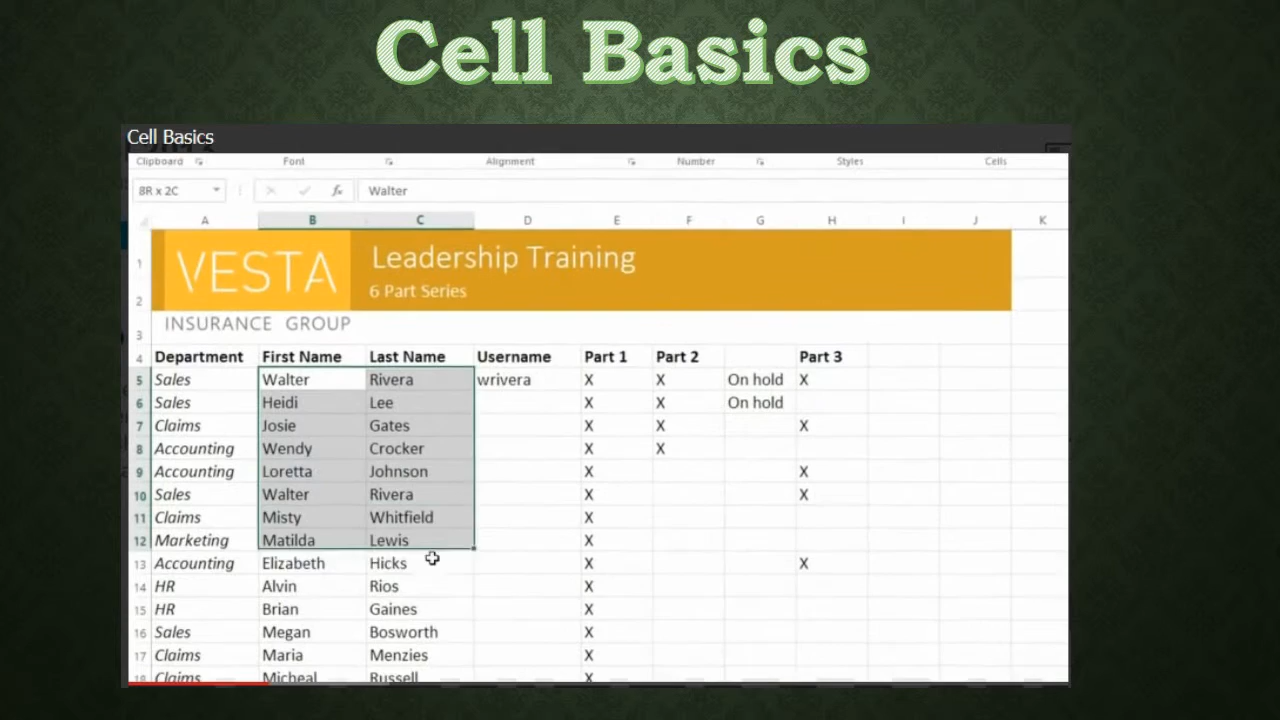 Cell Basics
Cell Basics
Clipboard Font Alignment Number Styles Cells
8R x 2C fx Walter
A B C D E F G H I J K
1 VESTA Leadership Training
2 6 Part Series
3 INSURANCE GROUP
4 Department First Name Last Name Username Part 1 Part 2 Part 3
5 Sales Walter Rivera wrivera X X On hold X
6 Sales Heidi Lee X X On hold
7 Claims Josie Gates X X X
8 Accounting Wendy Crocker X X
9 Accounting Loretta Johnson X X
10 Sales Walter Rivera X X
11 Claims Misty Whitfield X
12 Marketing Matilda Lewis X
13 Accounting Elizabeth Hicks X X
14 HR Alvin Rios X
15 HR Brian Gaines X
16 Sales Megan Bosworth X
17 Claims Maria Menzies X
18 Claims Micheal Russell X